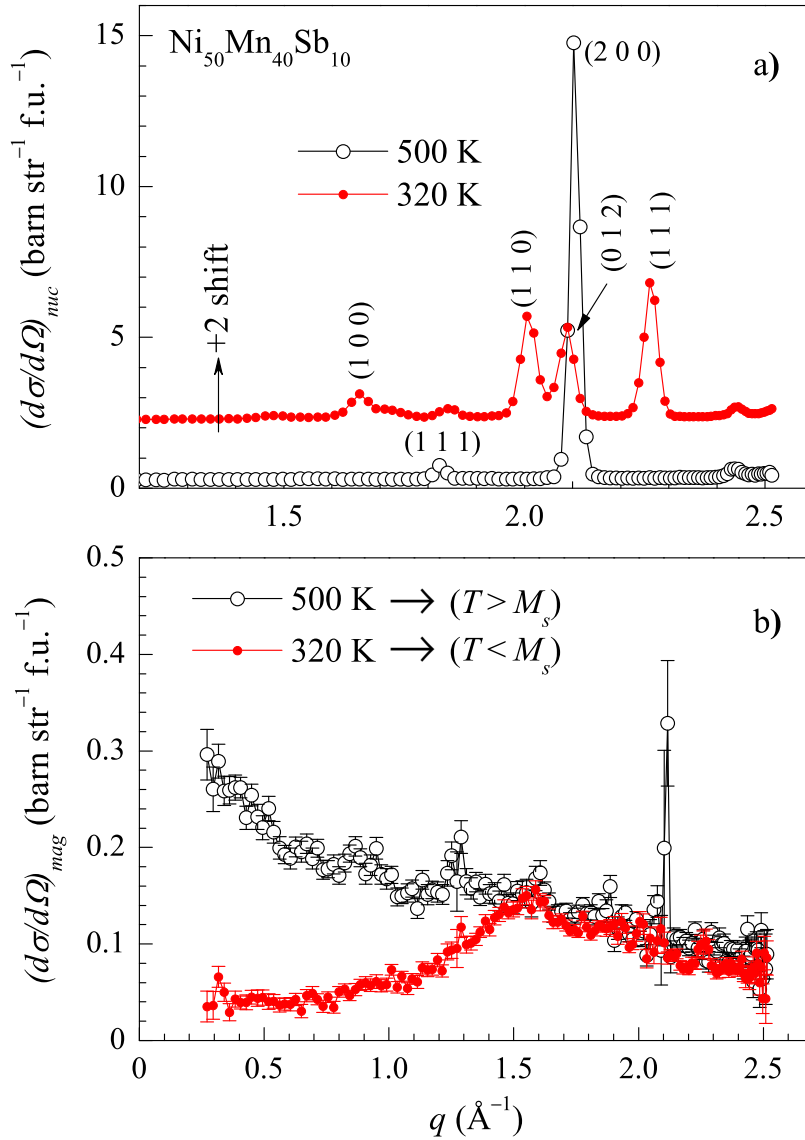 Ni50Mn40Sb10
a)
(2 0 0)
500 K
320 K
(1 0 0)
(1 1 0)
(0 1 2)
(1 1 1)
+2 shift
(1 1 1)
(dσ/dΩ)nuc (barn str⁻¹ f.u.⁻¹)
15
10
5
0
1.5 2.0 2.5
500 K → (T > Ms)
320 K → (T < Ms)
b)
(dσ/dΩ)mag (barn str⁻¹ f.u.⁻¹)
0.5
0.4
0.3
0.2
0.1
0
0 0.5 1.0 1.5 2.0 2.5
q (Å⁻¹)